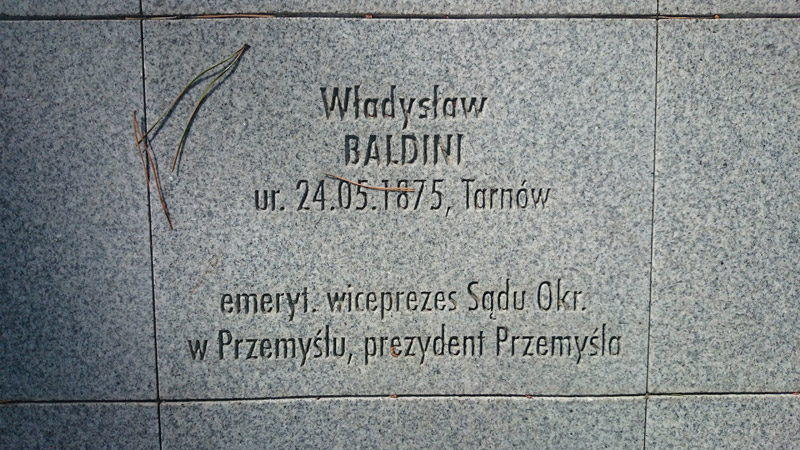 Władysław
BALDINI
ur. 24.05.1875, Tarnów
emeryt. wiceprezes Sądu Okr.
w Przemyślu, prezydent Przemyśla